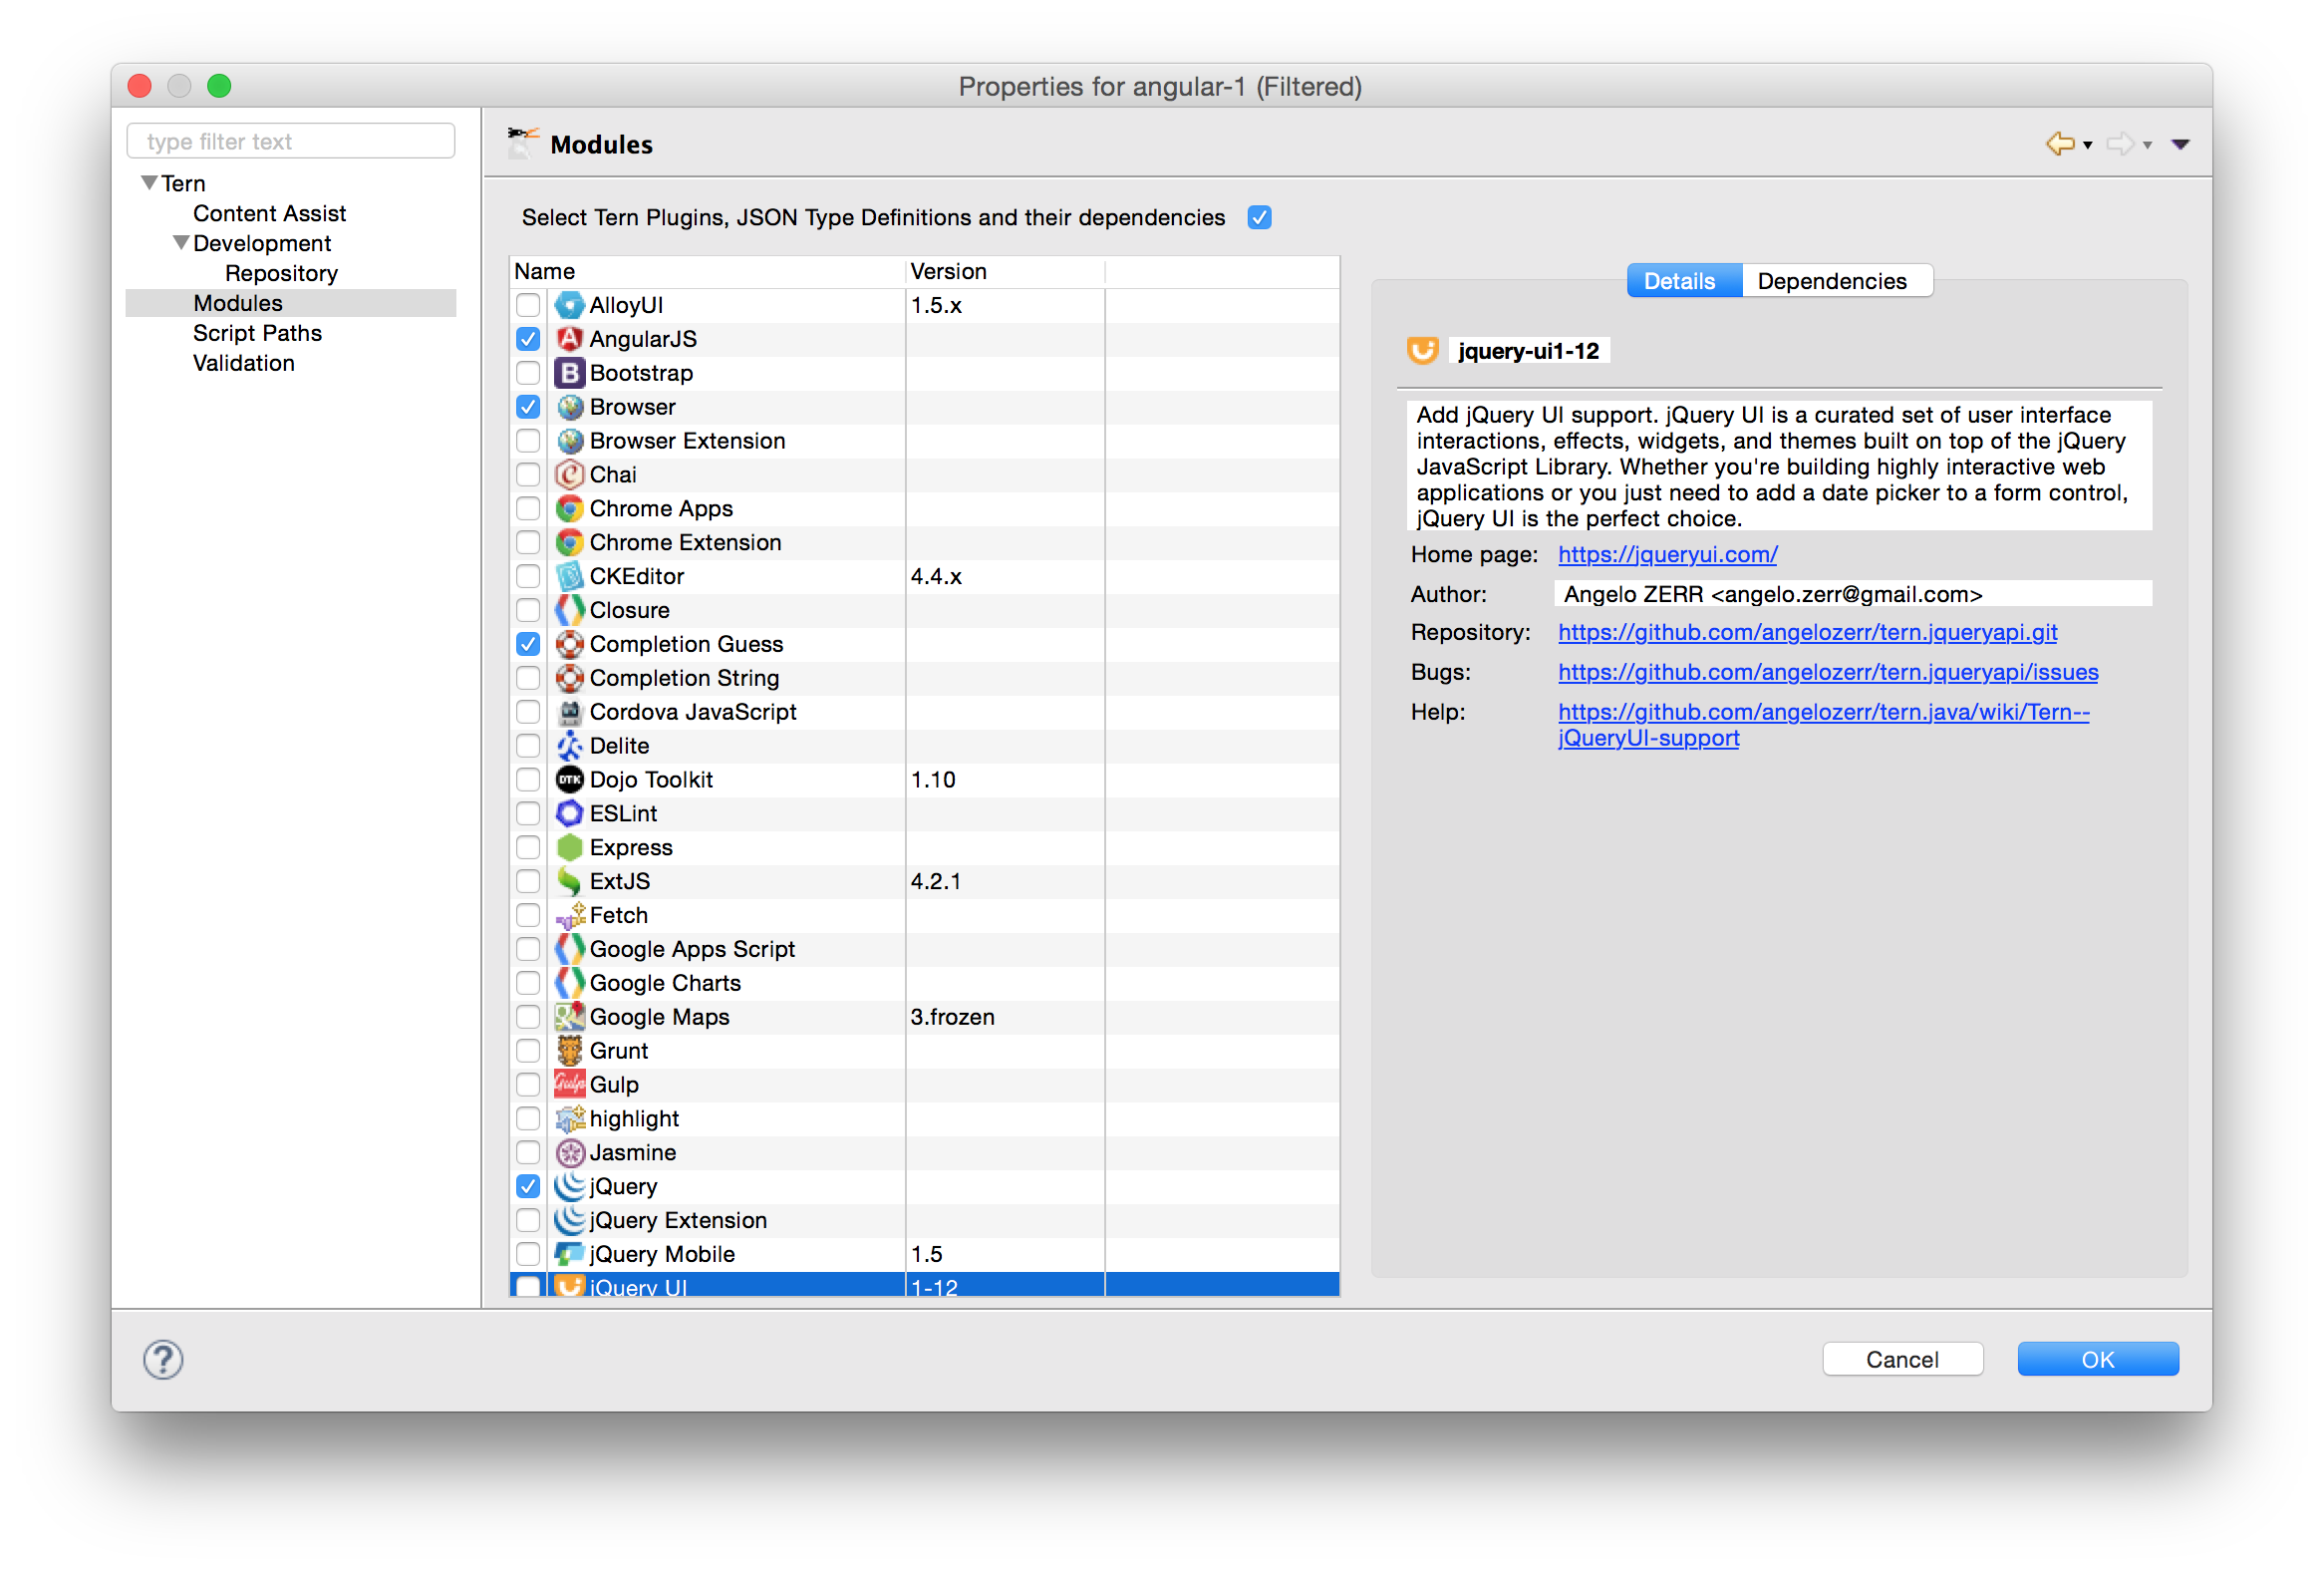 Properties for angular-1 (Filtered)
type filter text
Tern
Content Assist
Development
Repository
Modules
Script Paths
Validation
Modules
Select Tern Plugins, JSON Type Definitions and their dependencies
Name Version
AlloyUI 1.5.x
AngularJS
B Bootstrap
Browser
Browser Extension
Chai
Chrome Apps
Chrome Extension
CKEditor 4.4.x
Closure
Completion Guess
Completion String
Cordova JavaScript
Delite
DTK Dojo Toolkit 1.10
ESLint
Express
ExtJS 4.2.1
Fetch
Google Apps Script
Google Charts
Google Maps 3.frozen
Grunt
Gulp Gulp
highlight
Jasmine
jQuery
jQuery Extension
jQuery Mobile 1.5
jQuery UI 1-12
Details Dependencies
jquery-ui1-12
Add jQuery UI support. jQuery UI is a curated set of user interface
interactions, effects, widgets, and themes built on top of the jQuery
JavaScript Library. Whether you're building highly interactive web
applications or you just need to add a date picker to a form control,
jQuery UI is the perfect choice.
Home page: https://jqueryui.com/
Author: Angelo ZERR <angelo.zerr@gmail.com>
Repository: https://github.com/angelozerr/tern.jqueryapi.git
Bugs: https://github.com/angelozerr/tern.jqueryapi/issues
Help: https://github.com/angelozerr/tern.java/wiki/Tern--
jQueryUI-support
?
Cancel OK